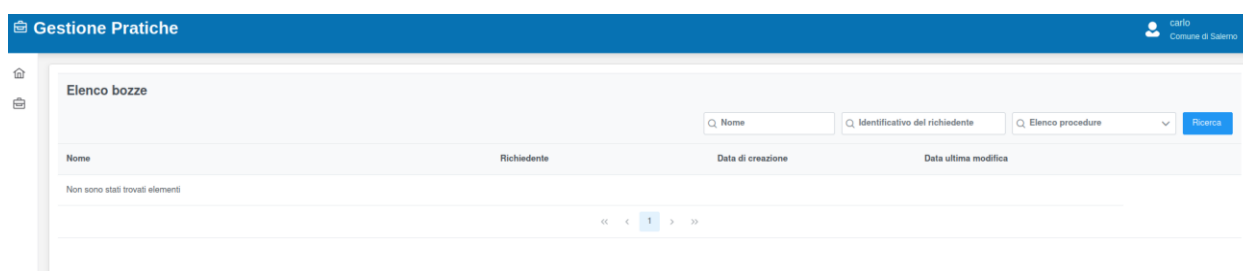 Gestione Pratiche
carlo
Comune di Salerno
Elenco bozze
Nome
Identificativo del richiedente
Elenco procedure
Ricerca
Nome Richiedente Data di creazione Data ultima modifica
Non sono stati trovati elementi
1